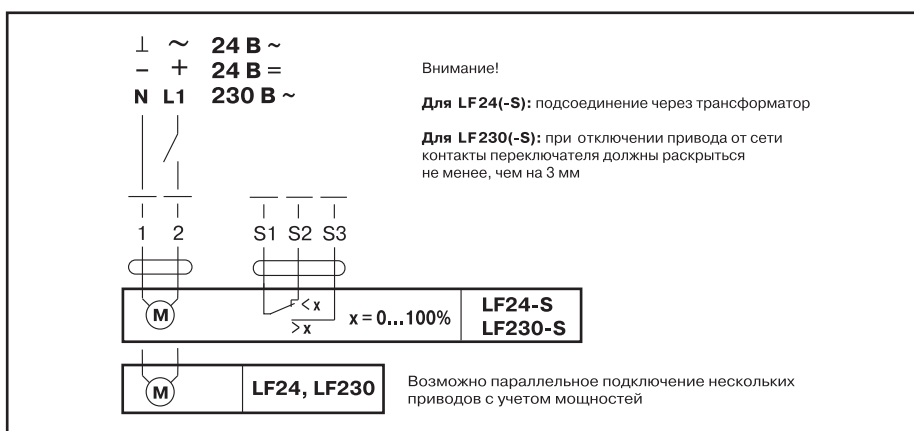 ⊥ ~ 24 В ~
– + 24 В =
N L1 230 В ~
Внимание!
Для LF24(-S): подсоединение через трансформатор
Для LF230(-S): при отключении привода от сети
контакты переключателя должны раскрыться
не менее, чем на 3 мм
1 2 S1 S2 S3
M < x > x x = 0...100% LF24-S
LF230-S
M LF24, LF230
Возможно параллельное подключение нескольких
приводов с учетом мощностей